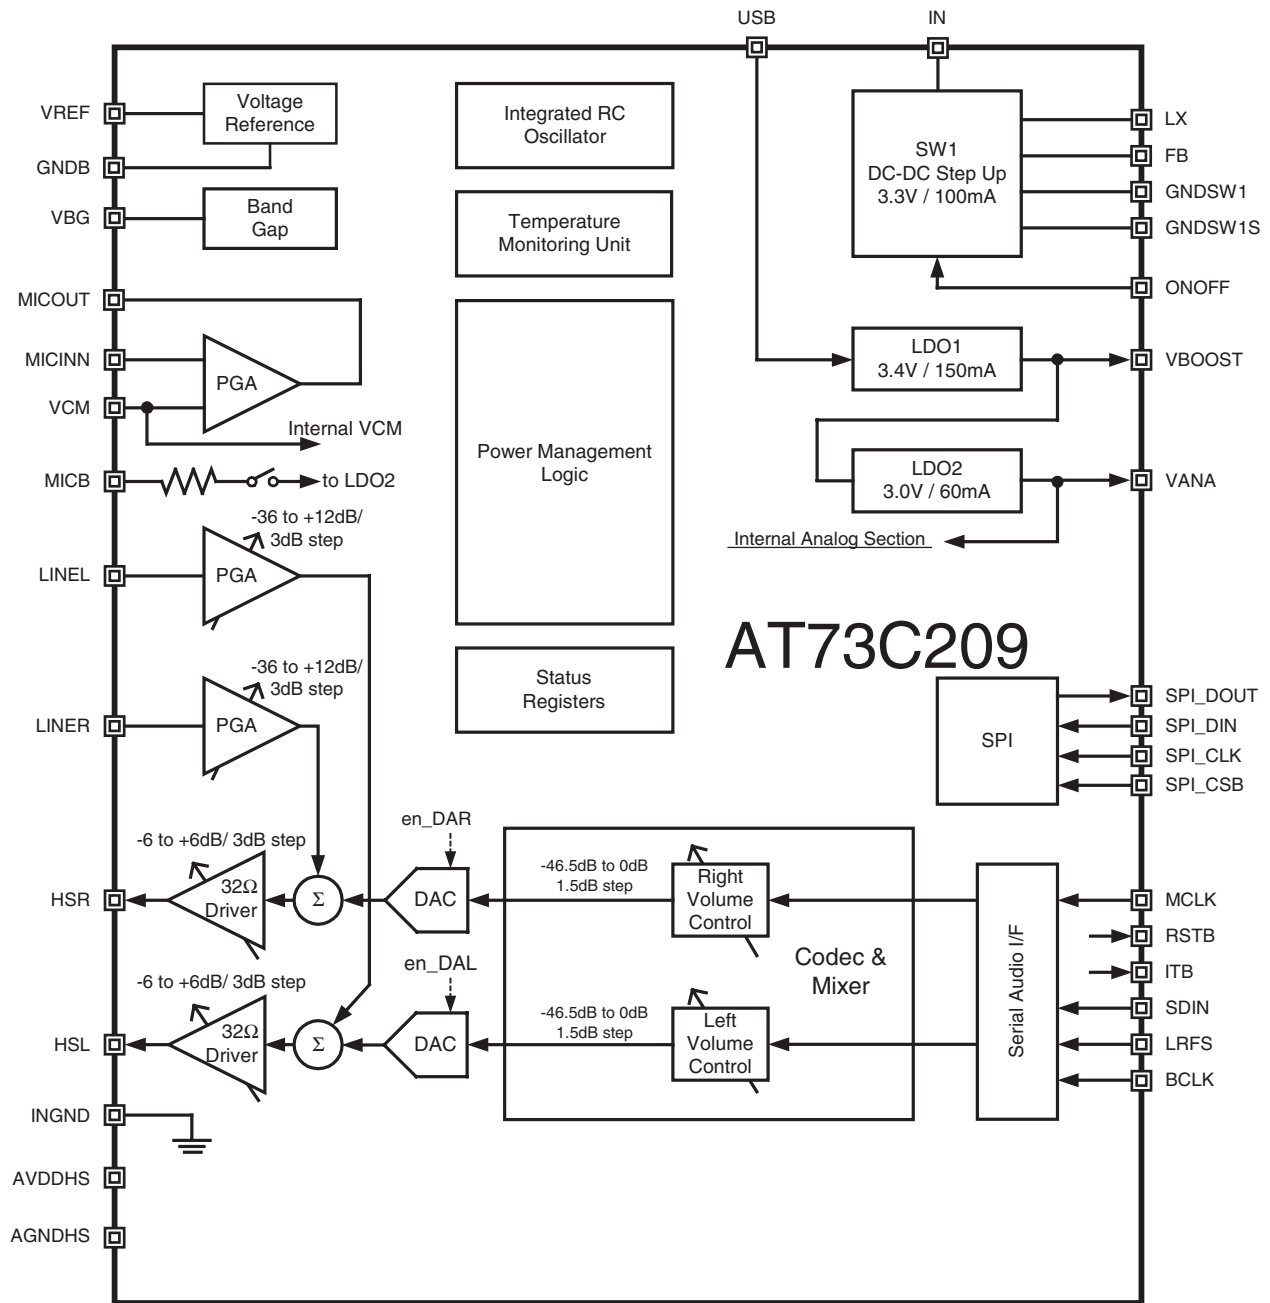 USB
IN
VREF
GNDB
VBG
MICOUT
MICINN
VCM
MICB
LINEL
LINER
HSR
HSL
INGND
AVDDHS
AGNDHS
Voltage
Reference
Band
Gap
PGA
Internal VCM
to LDO2
-36 to +12dB/
3dB step
PGA
-36 to +12dB/
3dB step
PGA
-6 to +6dB/ 3dB step
32Ω
Driver
Σ
-6 to +6dB/ 3dB step
32Ω
Driver
Σ
Integrated RC
Oscillator
Temperature
Monitoring Unit
Power Management
Logic
Status
Registers
en_DAR
DAC
en_DAL
DAC
-46.5dB to 0dB
1.5dB step
Right
Volume
Control
-46.5dB to 0dB
1.5dB step
Left
Volume
Control
Codec &
Mixer
SW1
DC-DC Step Up
3.3V / 100mA
LDO1
3.4V / 150mA
LDO2
3.0V / 60mA
Internal Analog Section
AT73C209
SPI
Serial Audio I/F
LX
FB
GNDSW1
GNDSW1S
ONOFF
VBOOST
VANA
SPI_DOUT
SPI_DIN
SPI_CLK
SPI_CSB
MCLK
RSTB
ITB
SDIN
LRFS
BCLK